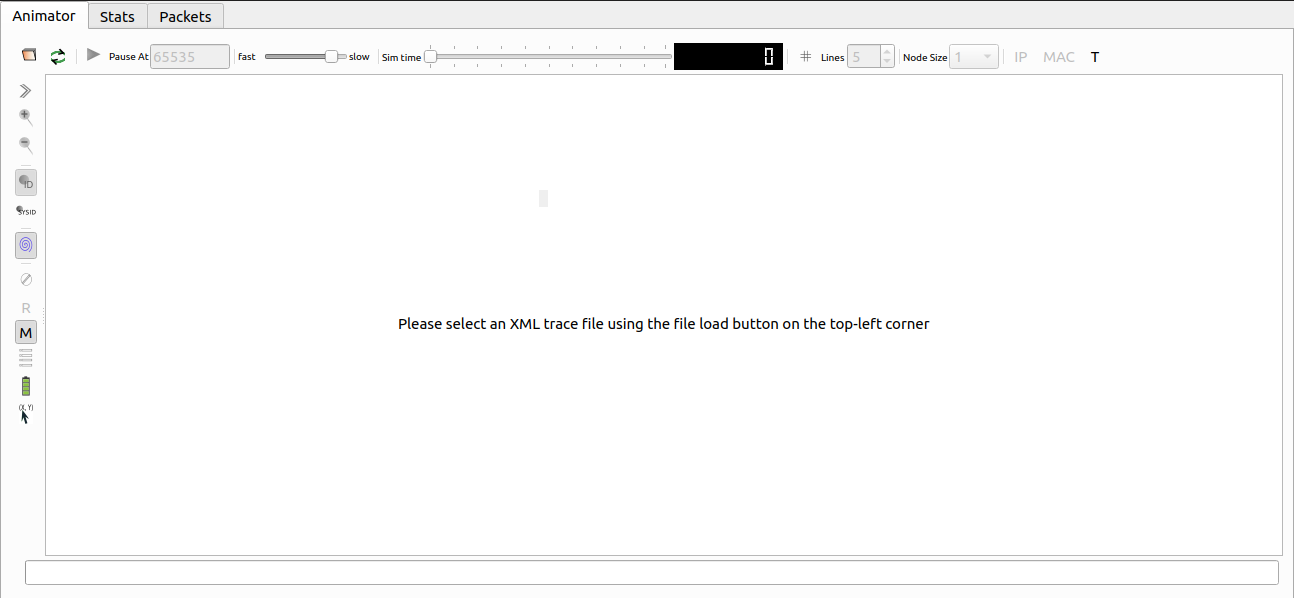 Animator Stats Packets
Pause At 65535 fast slow Sim time 0 # Lines 5 Node Size 1 IP MAC T
ID
SYSID
R
M
(X, Y)
Please select an XML trace file using the file load button on the top-left corner